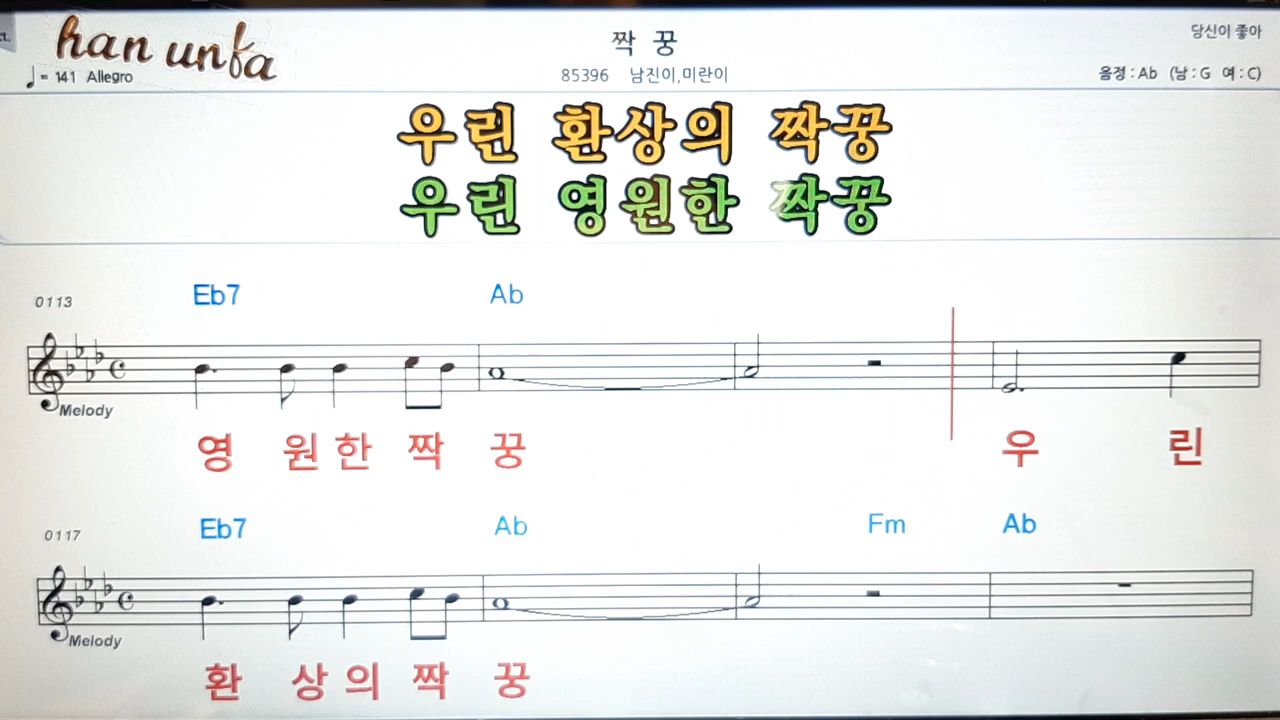 ct.
han unfa
짝 꿍
당신이 좋아
♩ = 141 Allegro
85396 남진이,미란이
음정 : Ab (남 : G 여 : C)
우린 환상의 짝꿍
우린 영원한 짝꿍
0113
Eb7 Ab
Melody
영 원 한 짝 꿍 우 린
0117
Eb7 Ab Fm Ab
Melody
환 상 의 짝 꿍